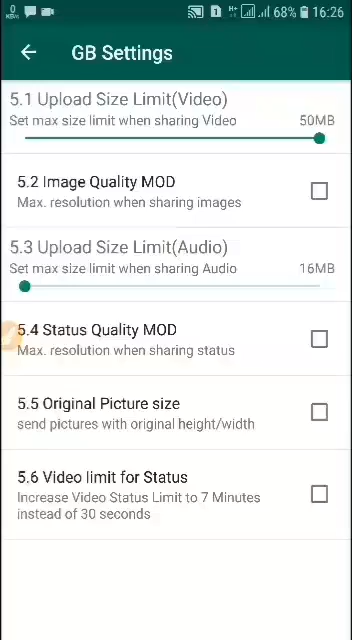 0
KB/s
H+
68%
16:26
GB Settings
5.1 Upload Size Limit(Video)
Set max size limit when sharing Video 50MB
5.2 Image Quality MOD
Max. resolution when sharing images
5.3 Upload Size Limit(Audio)
Set max size limit when sharing Audio 16MB
5.4 Status Quality MOD
Max. resolution when sharing status
5.5 Original Picture size
send pictures with original height/width
5.6 Video limit for Status
Increase Video Status Limit to 7 Minutes
instead of 30 seconds